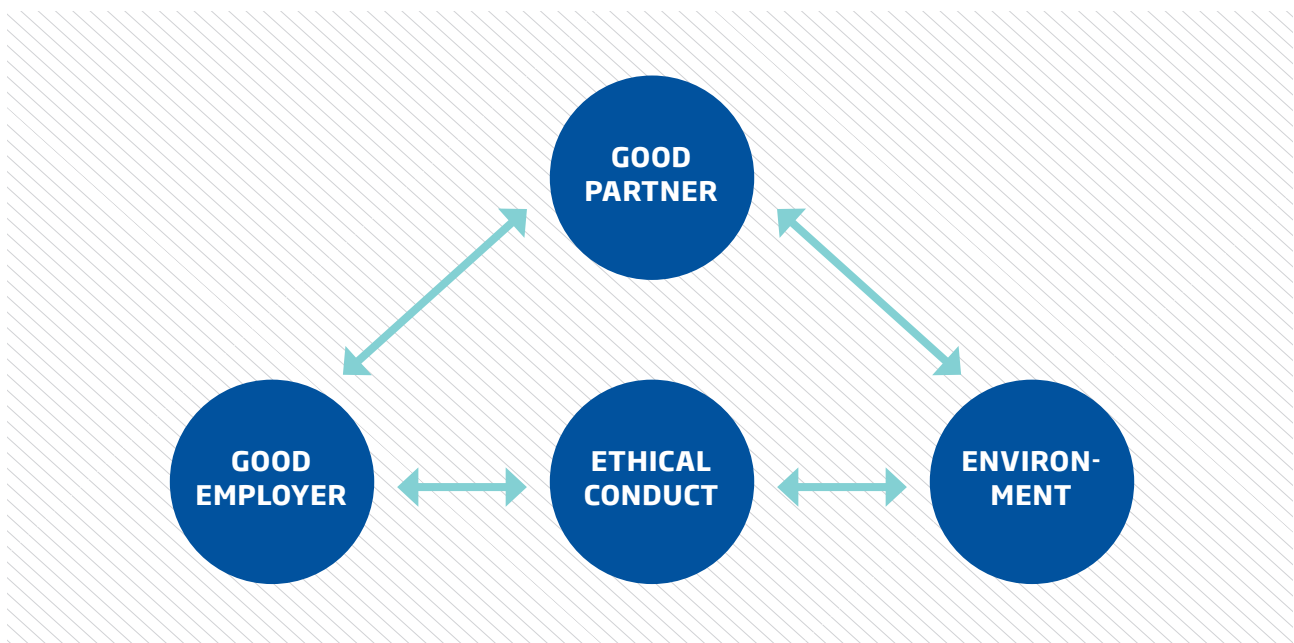 GOOD
PARTNER
GOOD
EMPLOYER
ETHICAL
CONDUCT
ENVIRON-
MENT